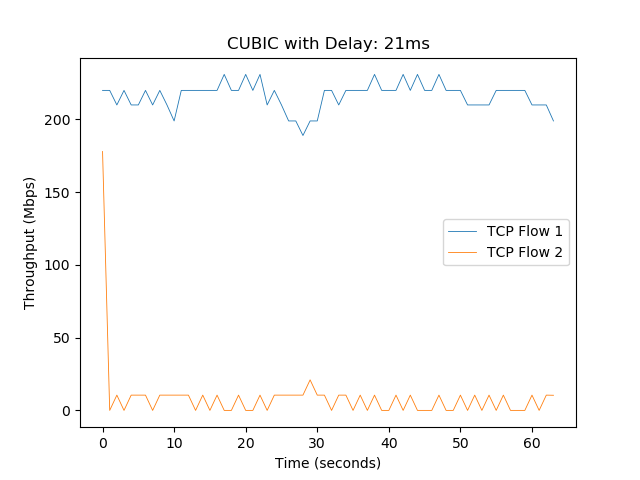 CUBIC with Delay: 21ms
Throughput (Mbps)
200
150
100
50
0
TCP Flow 1
TCP Flow 2
0 10 20 30 40 50 60
Time (seconds)